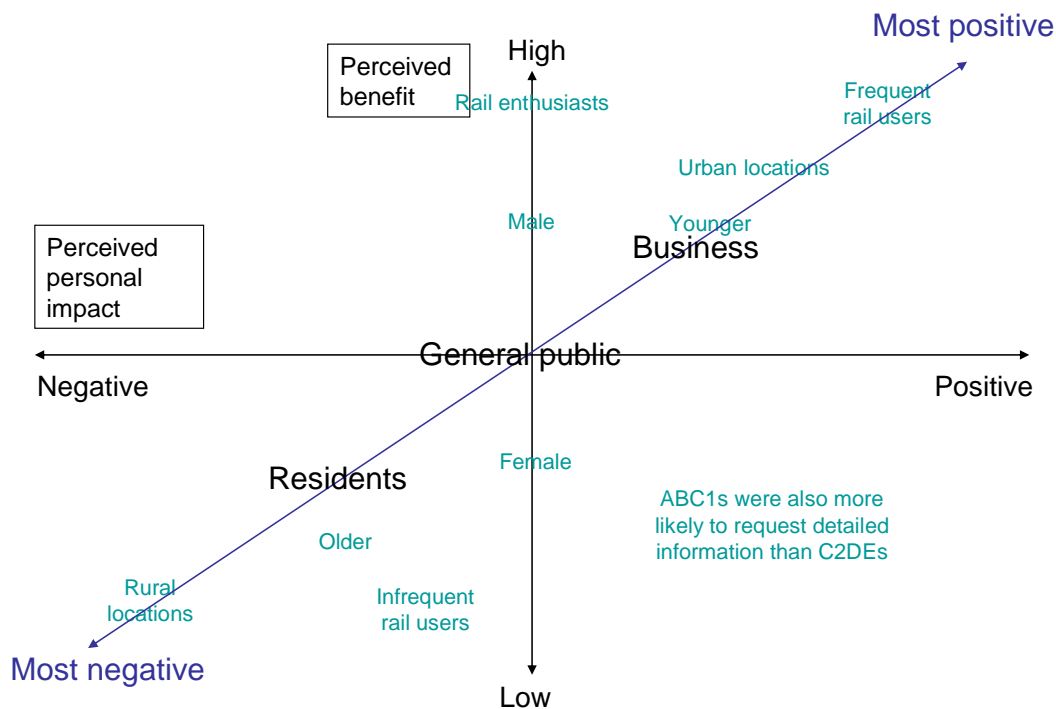 Most positive
High
Perceived
benefit
Rail enthusiasts
Frequent
rail users
Urban locations
Male
Younger
Business
Perceived
personal
impact
General public
Negative
Positive
Female
Residents
ABC1s were also more
likely to request detailed
information than C2DEs
Older
Rural
locations
Infrequent
rail users
Most negative
Low